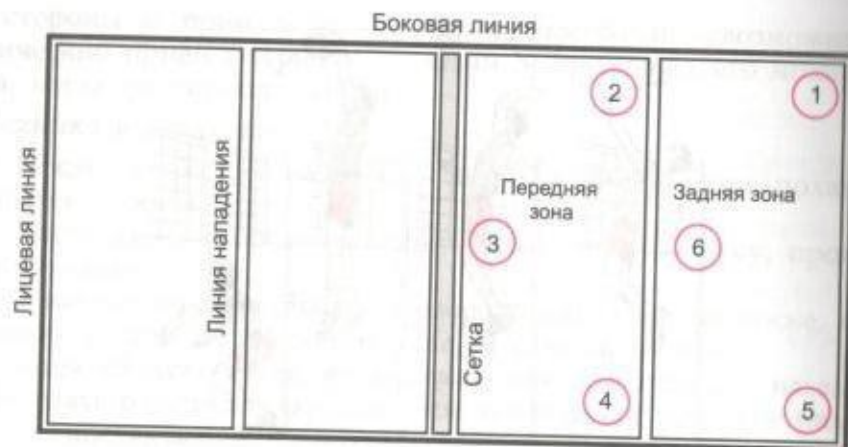 Боковая линия
Лицевая линия
Линия нападения
Сетка
Передняя
зона
Задняя зона
2
1
3
6
4
5